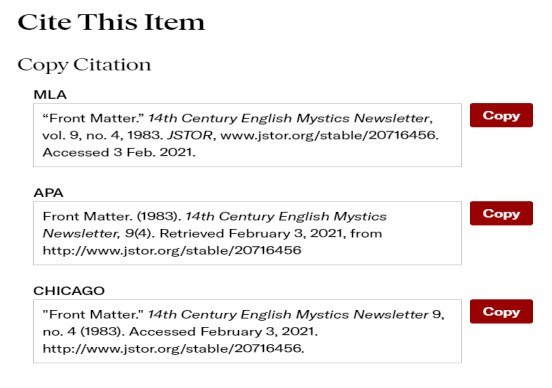 Cite This Item
Copy Citation
MLA
“Front Matter.” 14th Century English Mystics Newsletter,
vol. 9, no. 4, 1983. JSTOR, www.jstor.org/stable/20716456.
Accessed 3 Feb. 2021.
Copy
APA
Front Matter. (1983). 14th Century English Mystics
Newsletter, 9(4). Retrieved February 3, 2021, from
http://www.jstor.org/stable/20716456
Copy
CHICAGO
"Front Matter." 14th Century English Mystics Newsletter 9,
no. 4 (1983). Accessed February 3, 2021.
http://www.jstor.org/stable/20716456.
Copy